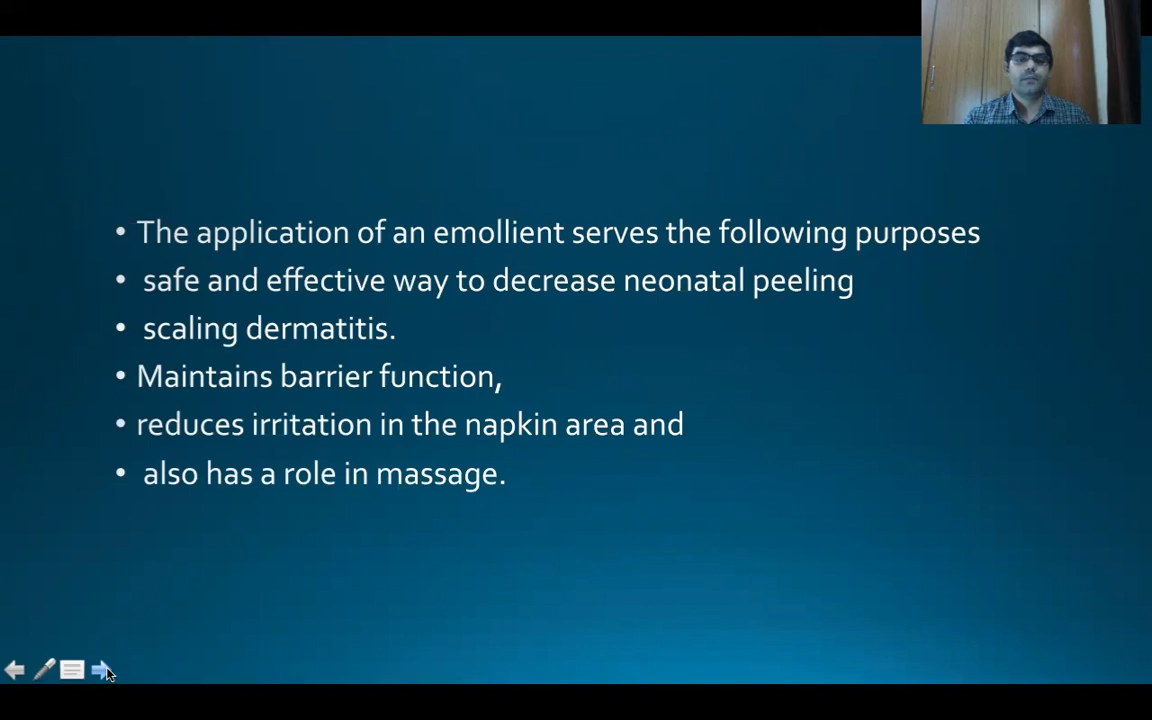 • The application of an emollient serves the following purposes
• safe and effective way to decrease neonatal peeling
• scaling dermatitis.
• Maintains barrier function,
• reduces irritation in the napkin area and
• also has a role in massage.